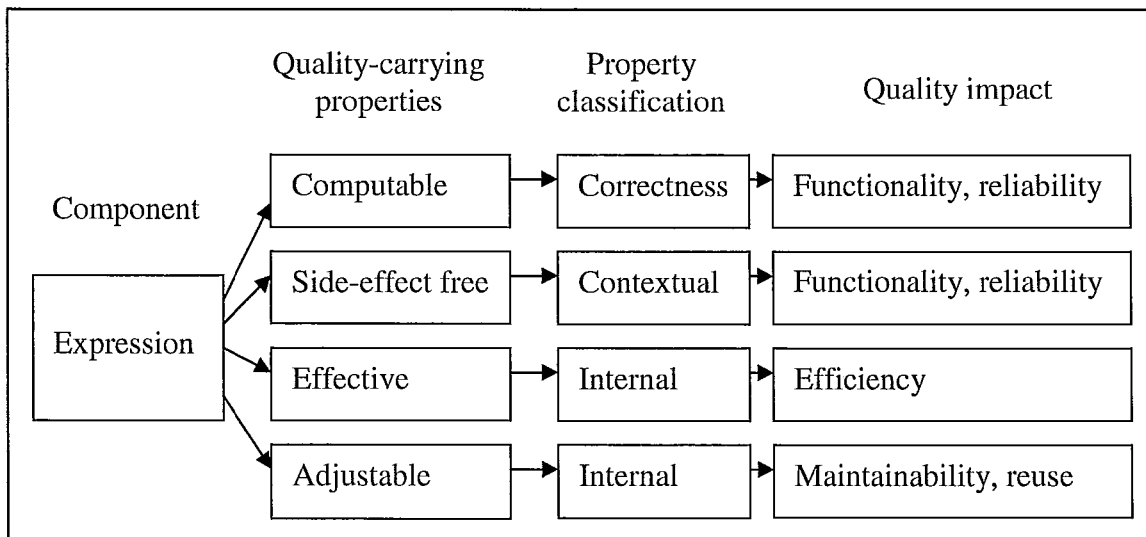 Quality-carrying
properties
Property
classification
Quality impact
Component
Expression
Computable
Correctness
Functionality, reliability
Side-effect free
Contextual
Functionality, reliability
Effective
Internal
Efficiency
Adjustable
Internal
Maintainability, reuse